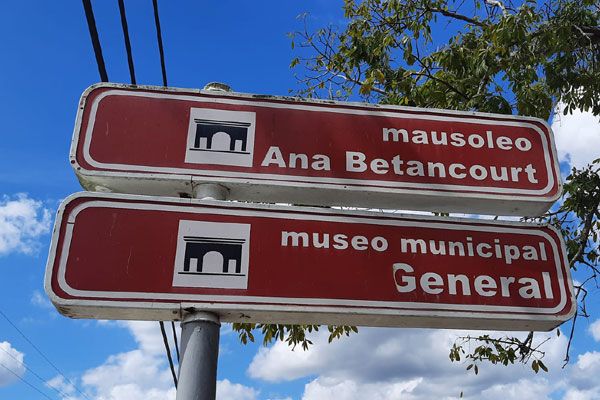 mausoleo
Ana Betancourt
museo municipal
General